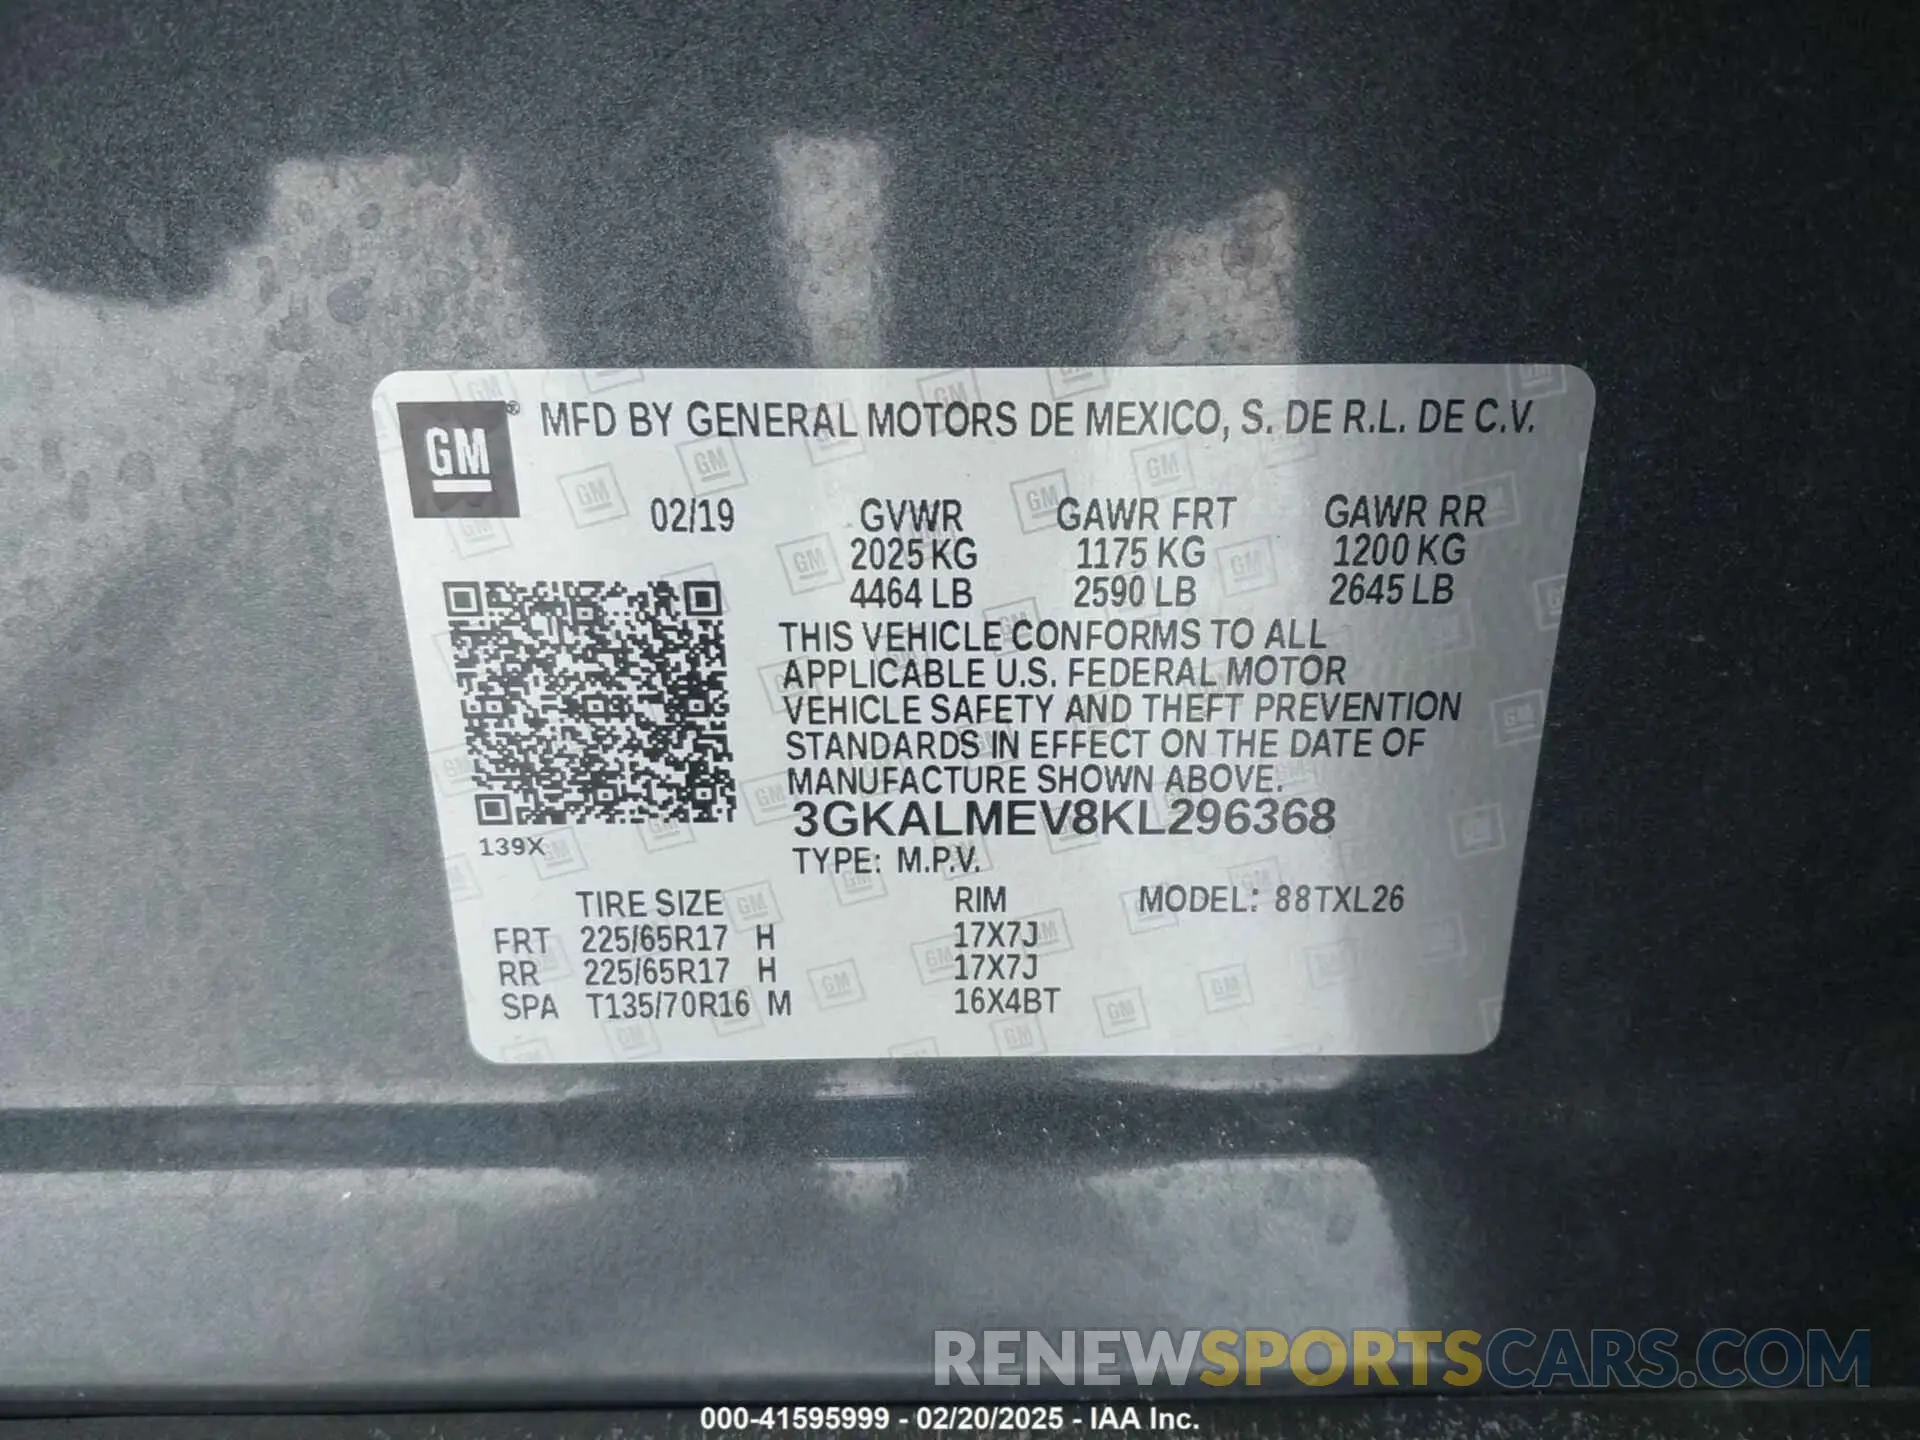 GM® MFD BY GENERAL MOTORS DE MEXICO, S. DE R.L. DE C.V.
02/19 GVWR GAWR FRT GAWR RR
2025 KG 1175 KG 1200 KG
4464 LB 2590 LB 2645 LB
THIS VEHICLE CONFORMS TO ALL
APPLICABLE U.S. FEDERAL MOTOR
VEHICLE SAFETY AND THEFT PREVENTION
STANDARDS IN EFFECT ON THE DATE OF
MANUFACTURE SHOWN ABOVE.
3GKALMEV8KL296368
139X
TYPE: M.P.V.
TIRE SIZE RIM MODEL: 88TXL26
FRT 225/65R17 H 17X7J
RR 225/65R17 H 17X7J
SPA T135/70R16 M 16X4BT
RENEWSPORTSCARS.COM
000-41595999 - 02/20/2025 - IAA Inc.